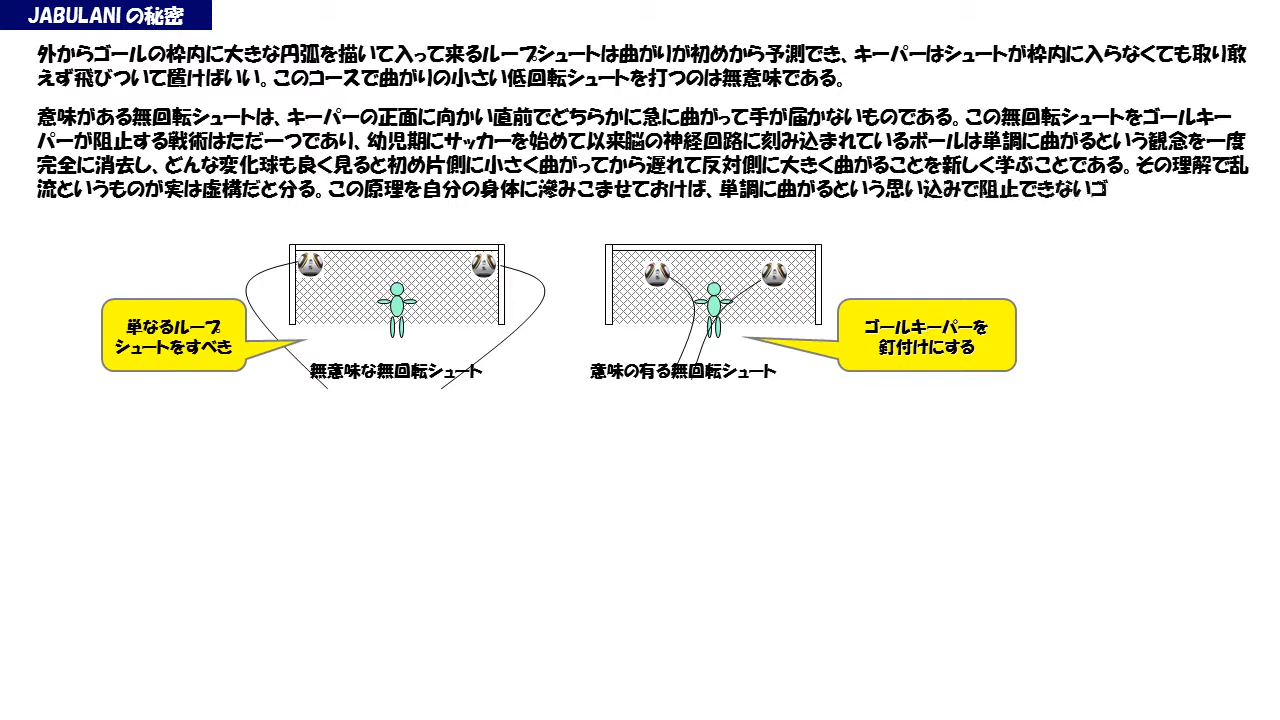 JABULANIの秘密
外からゴールの枠内に大きな円弧を描いて入って来るループシュートは曲がりが初めから予測でき、キーパーはシュートが枠内に入らなくても取り敢
えず飛びついて置けばいい。このコースで曲がりの小さい低回転シュートを打つのは無意味である。
意味がある無回転シュートは、キーパーの正面に向かい直前でどちらかに急に曲がって手が届かないものである。この無回転シュートをゴールキー
パーが阻止する戦術はただ一つであり、幼児期にサッカーを始めて以来脳の神経回路に刻み込まれているボールは単調に曲がるという観念を一度
完全に消去し、どんな変化球も良く見ると初め片側に小さく曲がってから遅れて反対側に大きく曲がることを新しく学ぶことである。その理解で乱
流というものが実は虚構だと分る。この原理を自分の身体に滲みこませておけば、単調に曲がるという思い込みで阻止できないゴ
単なるループ
シュートをすべき
ゴールキーパーを
釘付けにする
無意味な無回転シュート
意味の有る無回転シュート